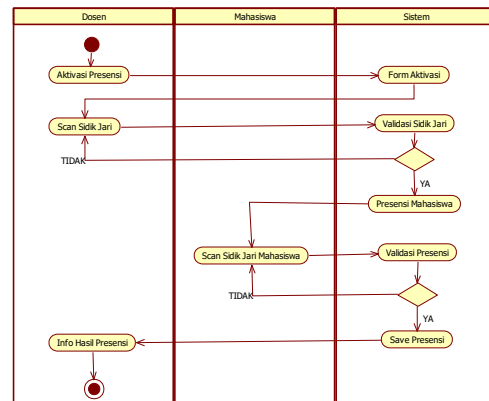 Dosen
Mahasiswa
Sistem
Aktivasi Presensi
Form Aktivasi
Scan Sidik Jari
Validasi Sidik Jari
TIDAK
YA
Presensi Mahasiswa
Scan Sidik Jari Mahasiswa
Validasi Presensi
TIDAK
YA
Info Hasil Presensi
Save Presensi